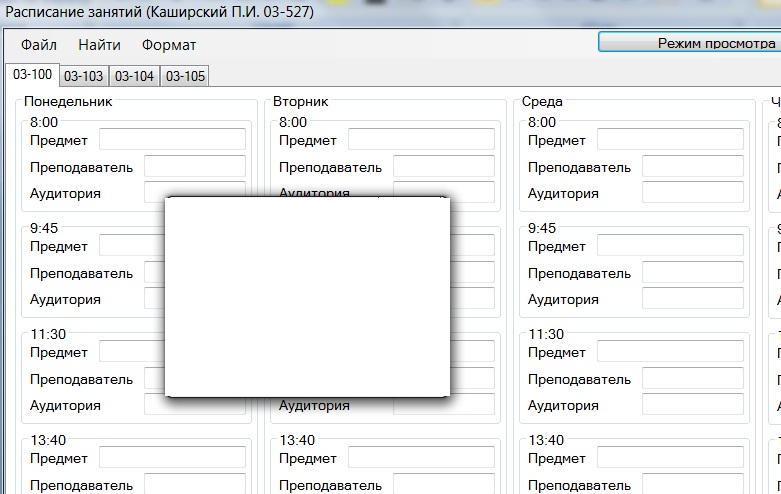 Расписание занятий (Каширский П.И. 03-527)
Файл Найти Формат Режим просмотра
03-100 03-103 03-104 03-105
Понедельник Вторник Среда
8:00 8:00 8:00
Предмет Предмет Предмет
Преподаватель Преподаватель Преподаватель
Аудитория Аудитория Аудитория
9:45 9:45
Предмет Предмет
Преподаватель Преподаватель
Аудитория Аудитория
11:30 11:30
Предмет Предмет
Преподаватель Преподаватель
Аудитория Аудитория Аудитория
13:40 13:40 13:40
Предмет Предмет Предмет
Преподаватель Преподаватель Преподаватель